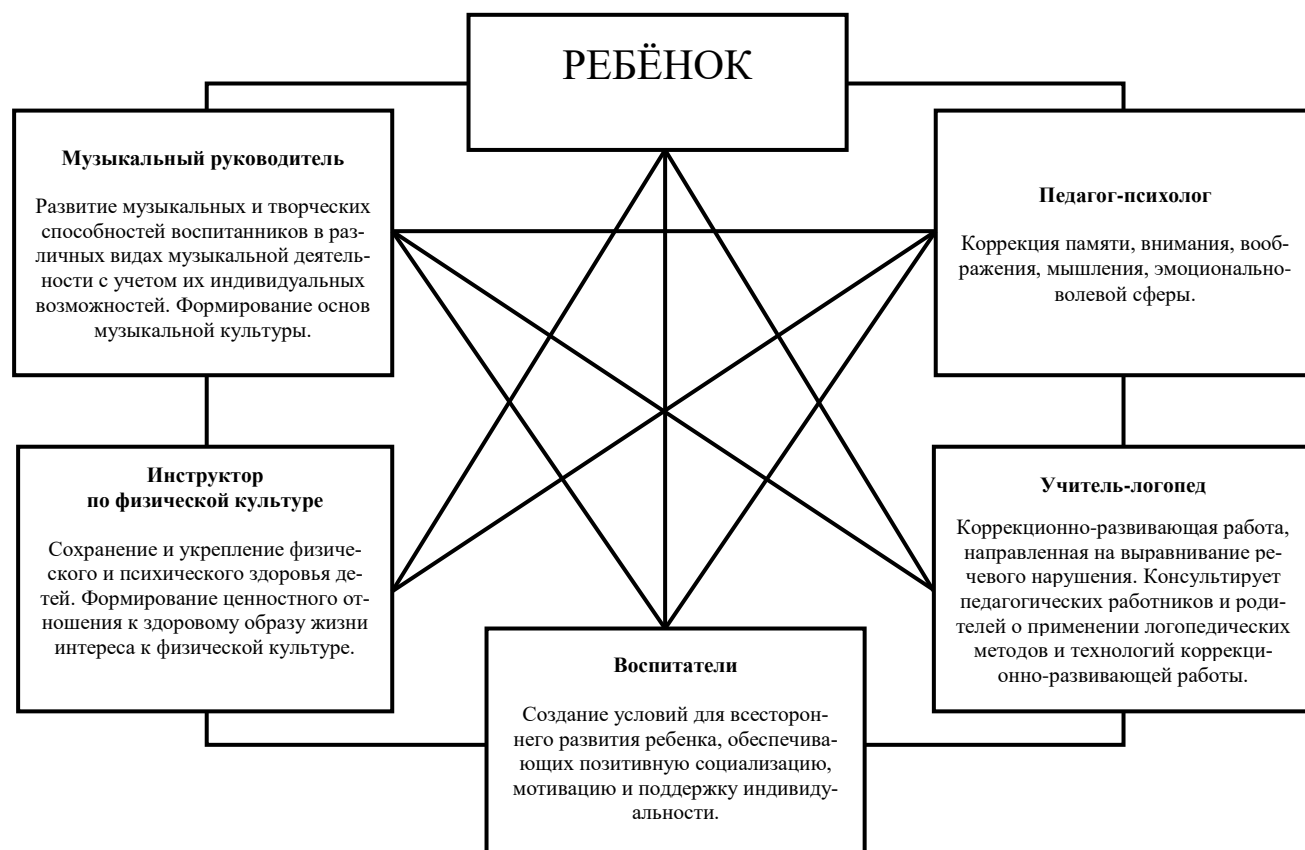 РЕБЁНОК
Музыкальный руководитель
Развитие музыкальных и творческих
способностей воспитанников в раз-
личных видах музыкальной деятель-
ности с учетом их индивидуальных
возможностей. Формирование основ
музыкальной культуры.
Педагог-психолог
Коррекция памяти, внимания, вооб-
ражения, мышления, эмоционально-
волевой сферы.
Инструктор
по физической культуре
Сохранение и укрепление физиче-
ского и психического здоровья де-
тей. Формирование ценностного от-
ношения к здоровому образу жизни
интереса к физической культуре.
Учитель-логопед
Коррекционно-развивающая работа,
направленная на выравнивание ре-
чевого нарушения. Консультирует
педагогических работников и роди-
телей о применении логопедических
методов и технологий коррекци-
онно-развивающей работы.
Воспитатели
Создание условий для всесторон-
него развития ребенка, обеспечива-
ющих позитивную социализацию,
мотивацию и поддержку индивиду-
альности.